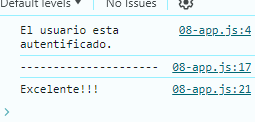 Default levels ▾ No Issues
El usuario esta 08-app.js:4
autentificado.
--------------------- 08-app.js:17
Excelente!!! 08-app.js:21